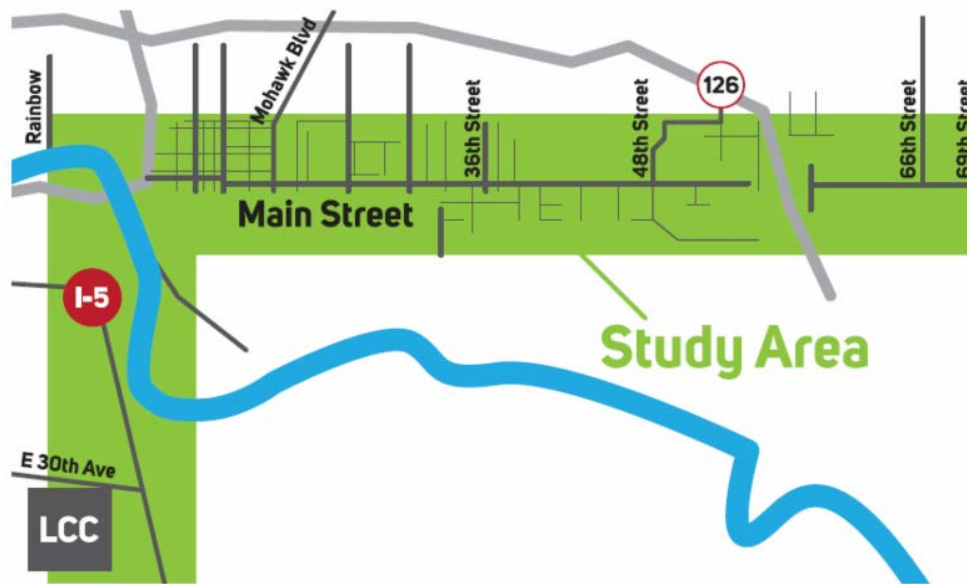 Rainbow
Mohawk Blvd
36th Street
48th Street
126
66th Street
69th Street
Main Street
I-5
Study Area
E 30th Ave
LCC